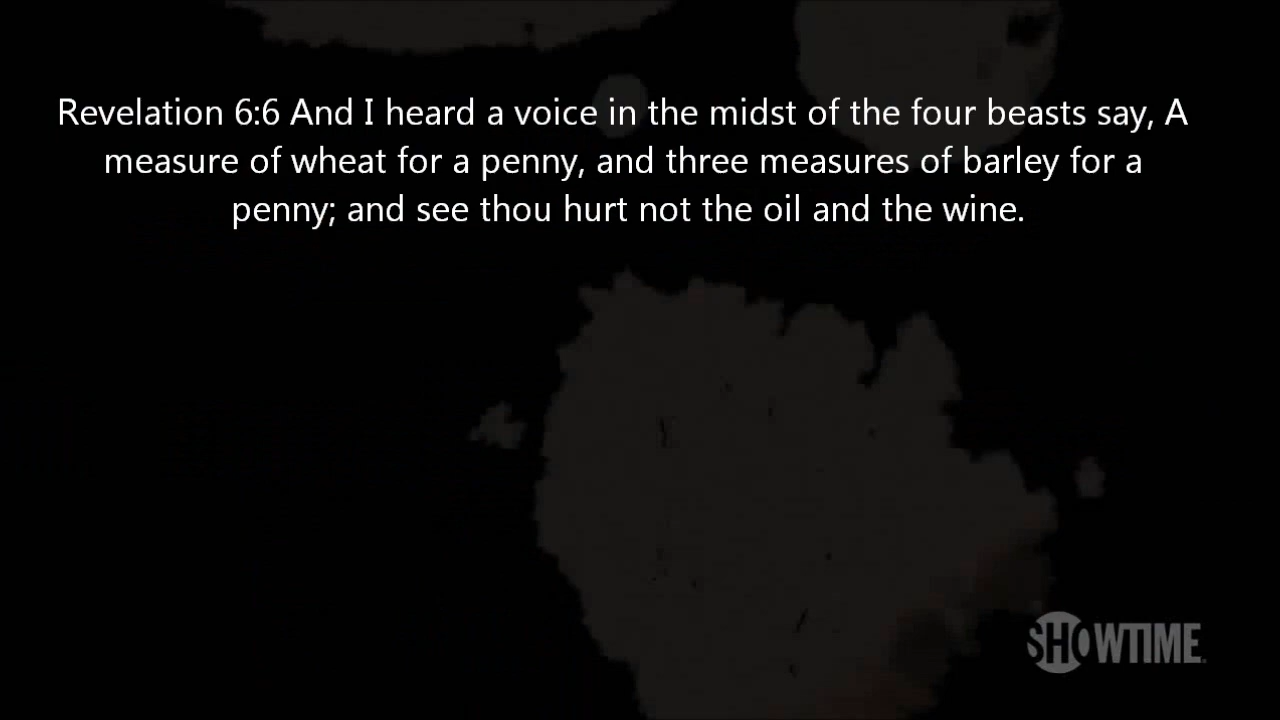 Revelation 6:6 And I heard a voice in the midst of the four beasts say, A
measure of wheat for a penny, and three measures of barley for a
penny; and see thou hurt not the oil and the wine.
SHOWTIME